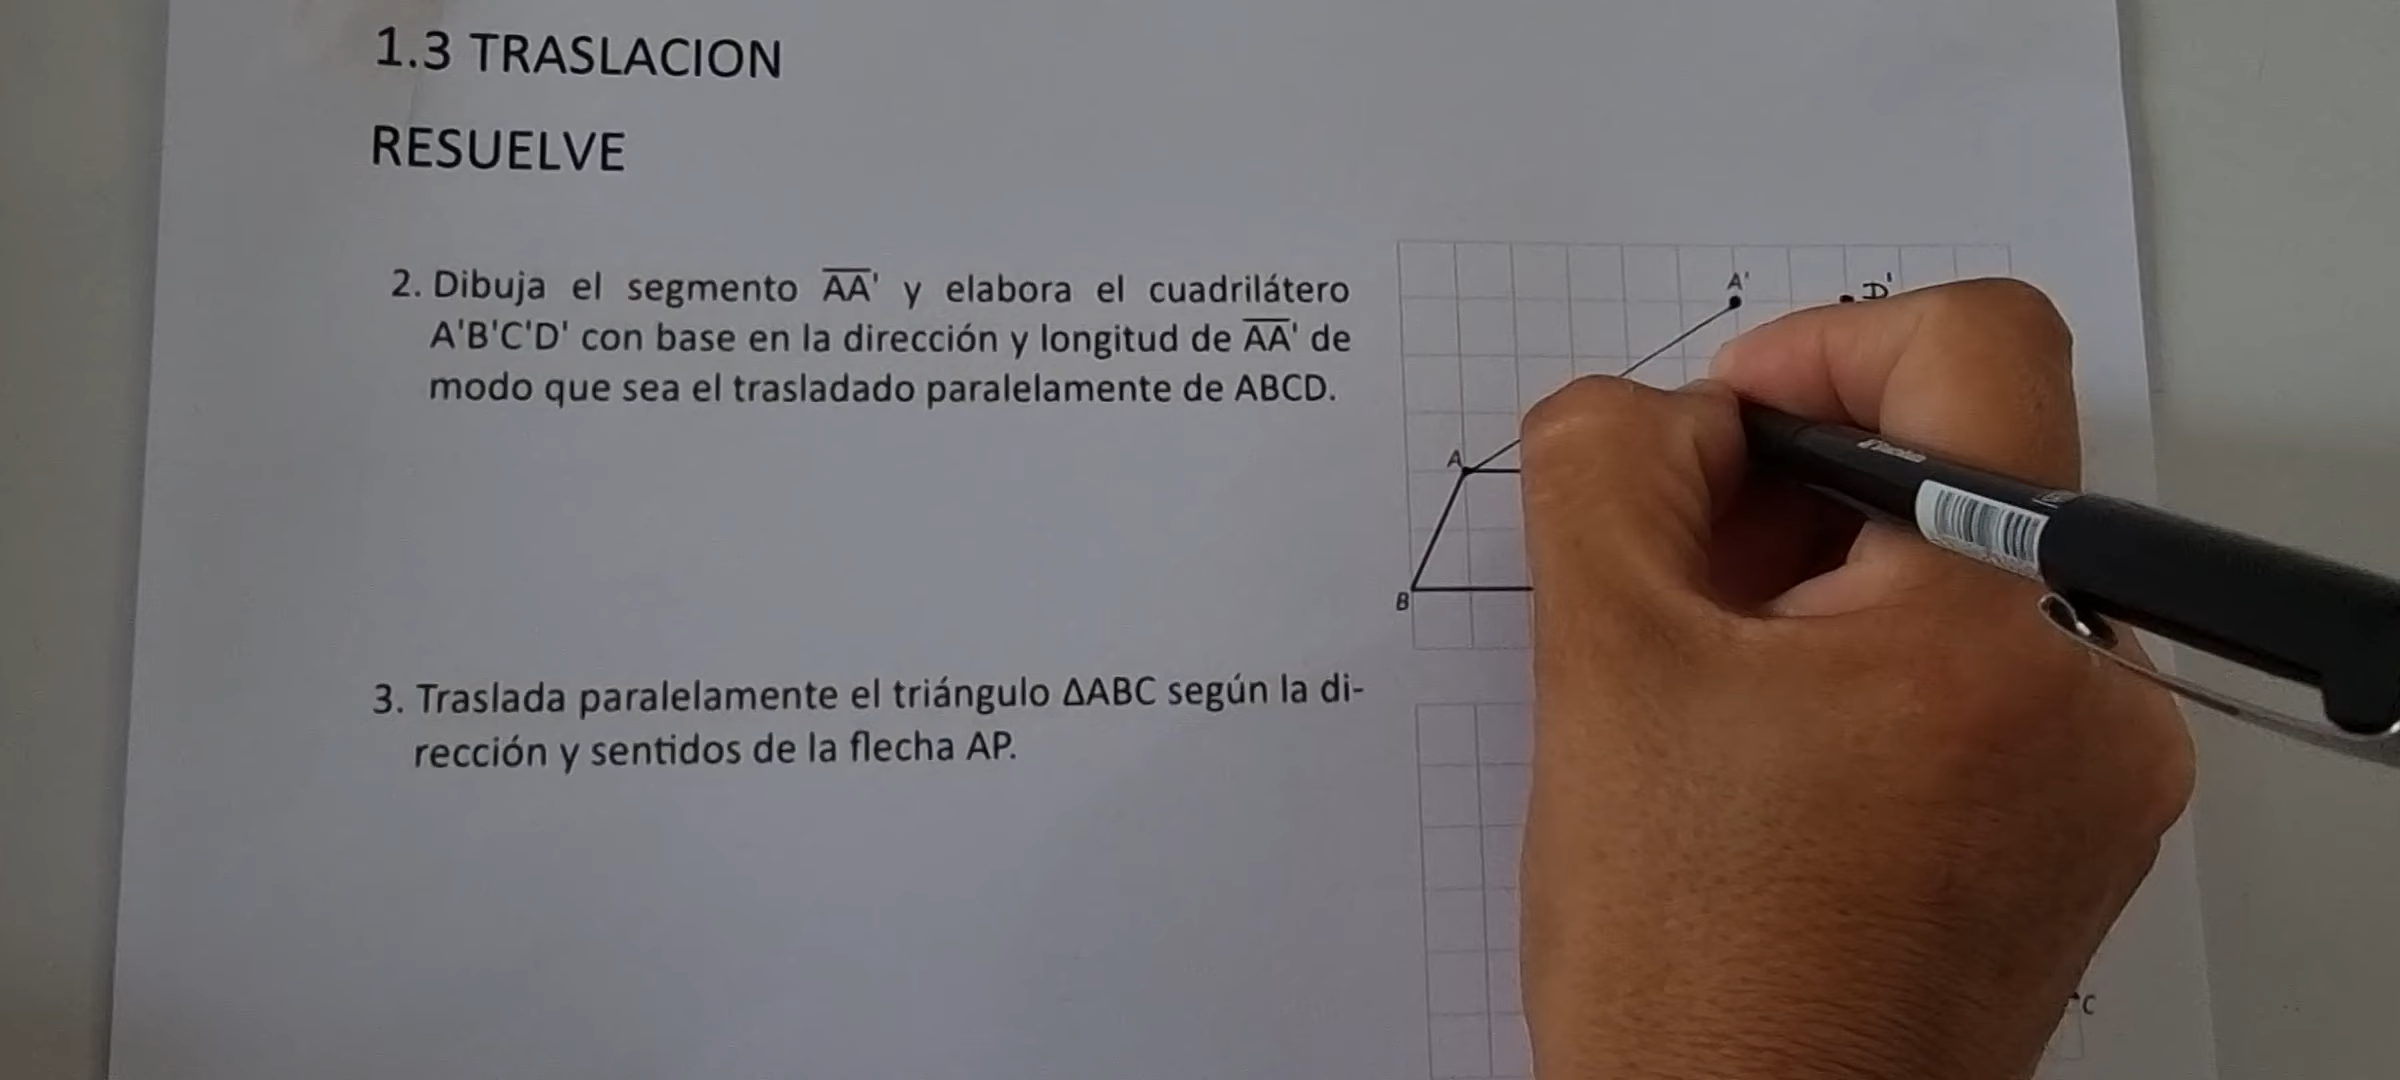 1.3 TRASLACION
RESUELVE
2. Dibuja el segmento A̅A̅' y elabora el cuadrilátero
A'B'C'D' con base en la dirección y longitud de A̅A̅' de
modo que sea el trasladado paralelamente de ABCD.
A'
D'
A
B
3. Traslada paralelamente el triángulo ΔABC según la di-
rección y sentidos de la flecha AP.
C